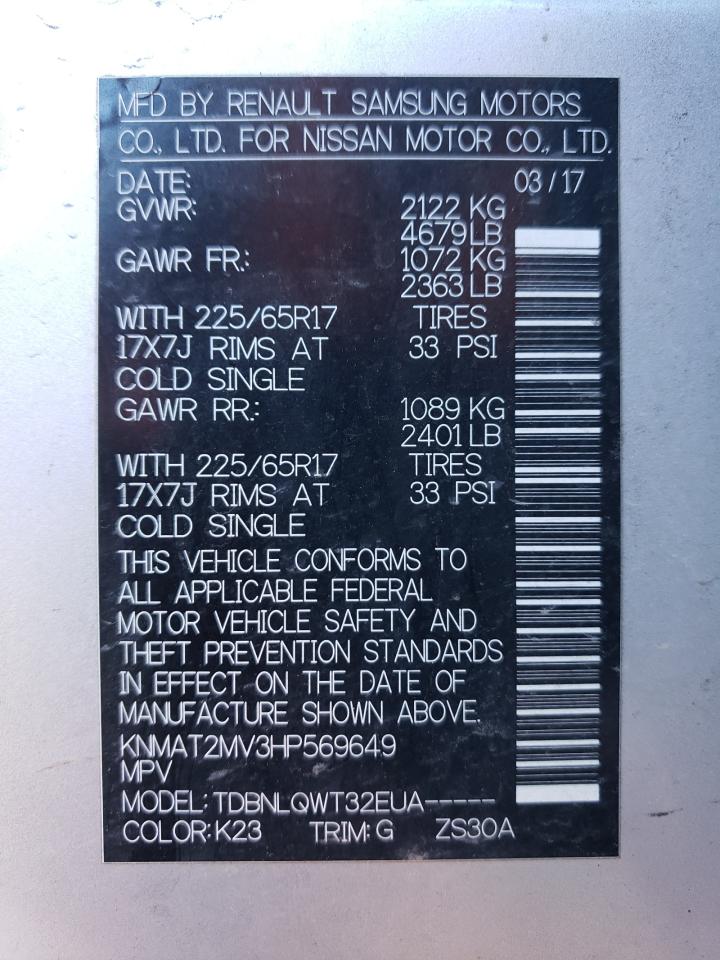 MFD BY RENAULT SAMSUNG MOTORS
CO., LTD. FOR NISSAN MOTOR CO., LTD.
DATE: 03 / 17
GVWR: 2122 KG
4679 LB
GAWR FR.: 1072 KG
2363 LB
WITH 225/65R17 TIRES
17X7J RIMS AT 33 PSI
COLD SINGLE
GAWR RR.: 1089 KG
2401 LB
WITH 225/65R17 TIRES
17X7J RIMS AT 33 PSI
COLD SINGLE
THIS VEHICLE CONFORMS TO
ALL APPLICABLE FEDERAL
MOTOR VEHICLE SAFETY AND
THEFT PREVENTION STANDARDS
IN EFFECT ON THE DATE OF
MANUFACTURE SHOWN ABOVE.
KNMAT2MV3HP569649
MPV
MODEL: TDBNLQWT32EUA-----
COLOR: K23 TRIM: G ZS30A